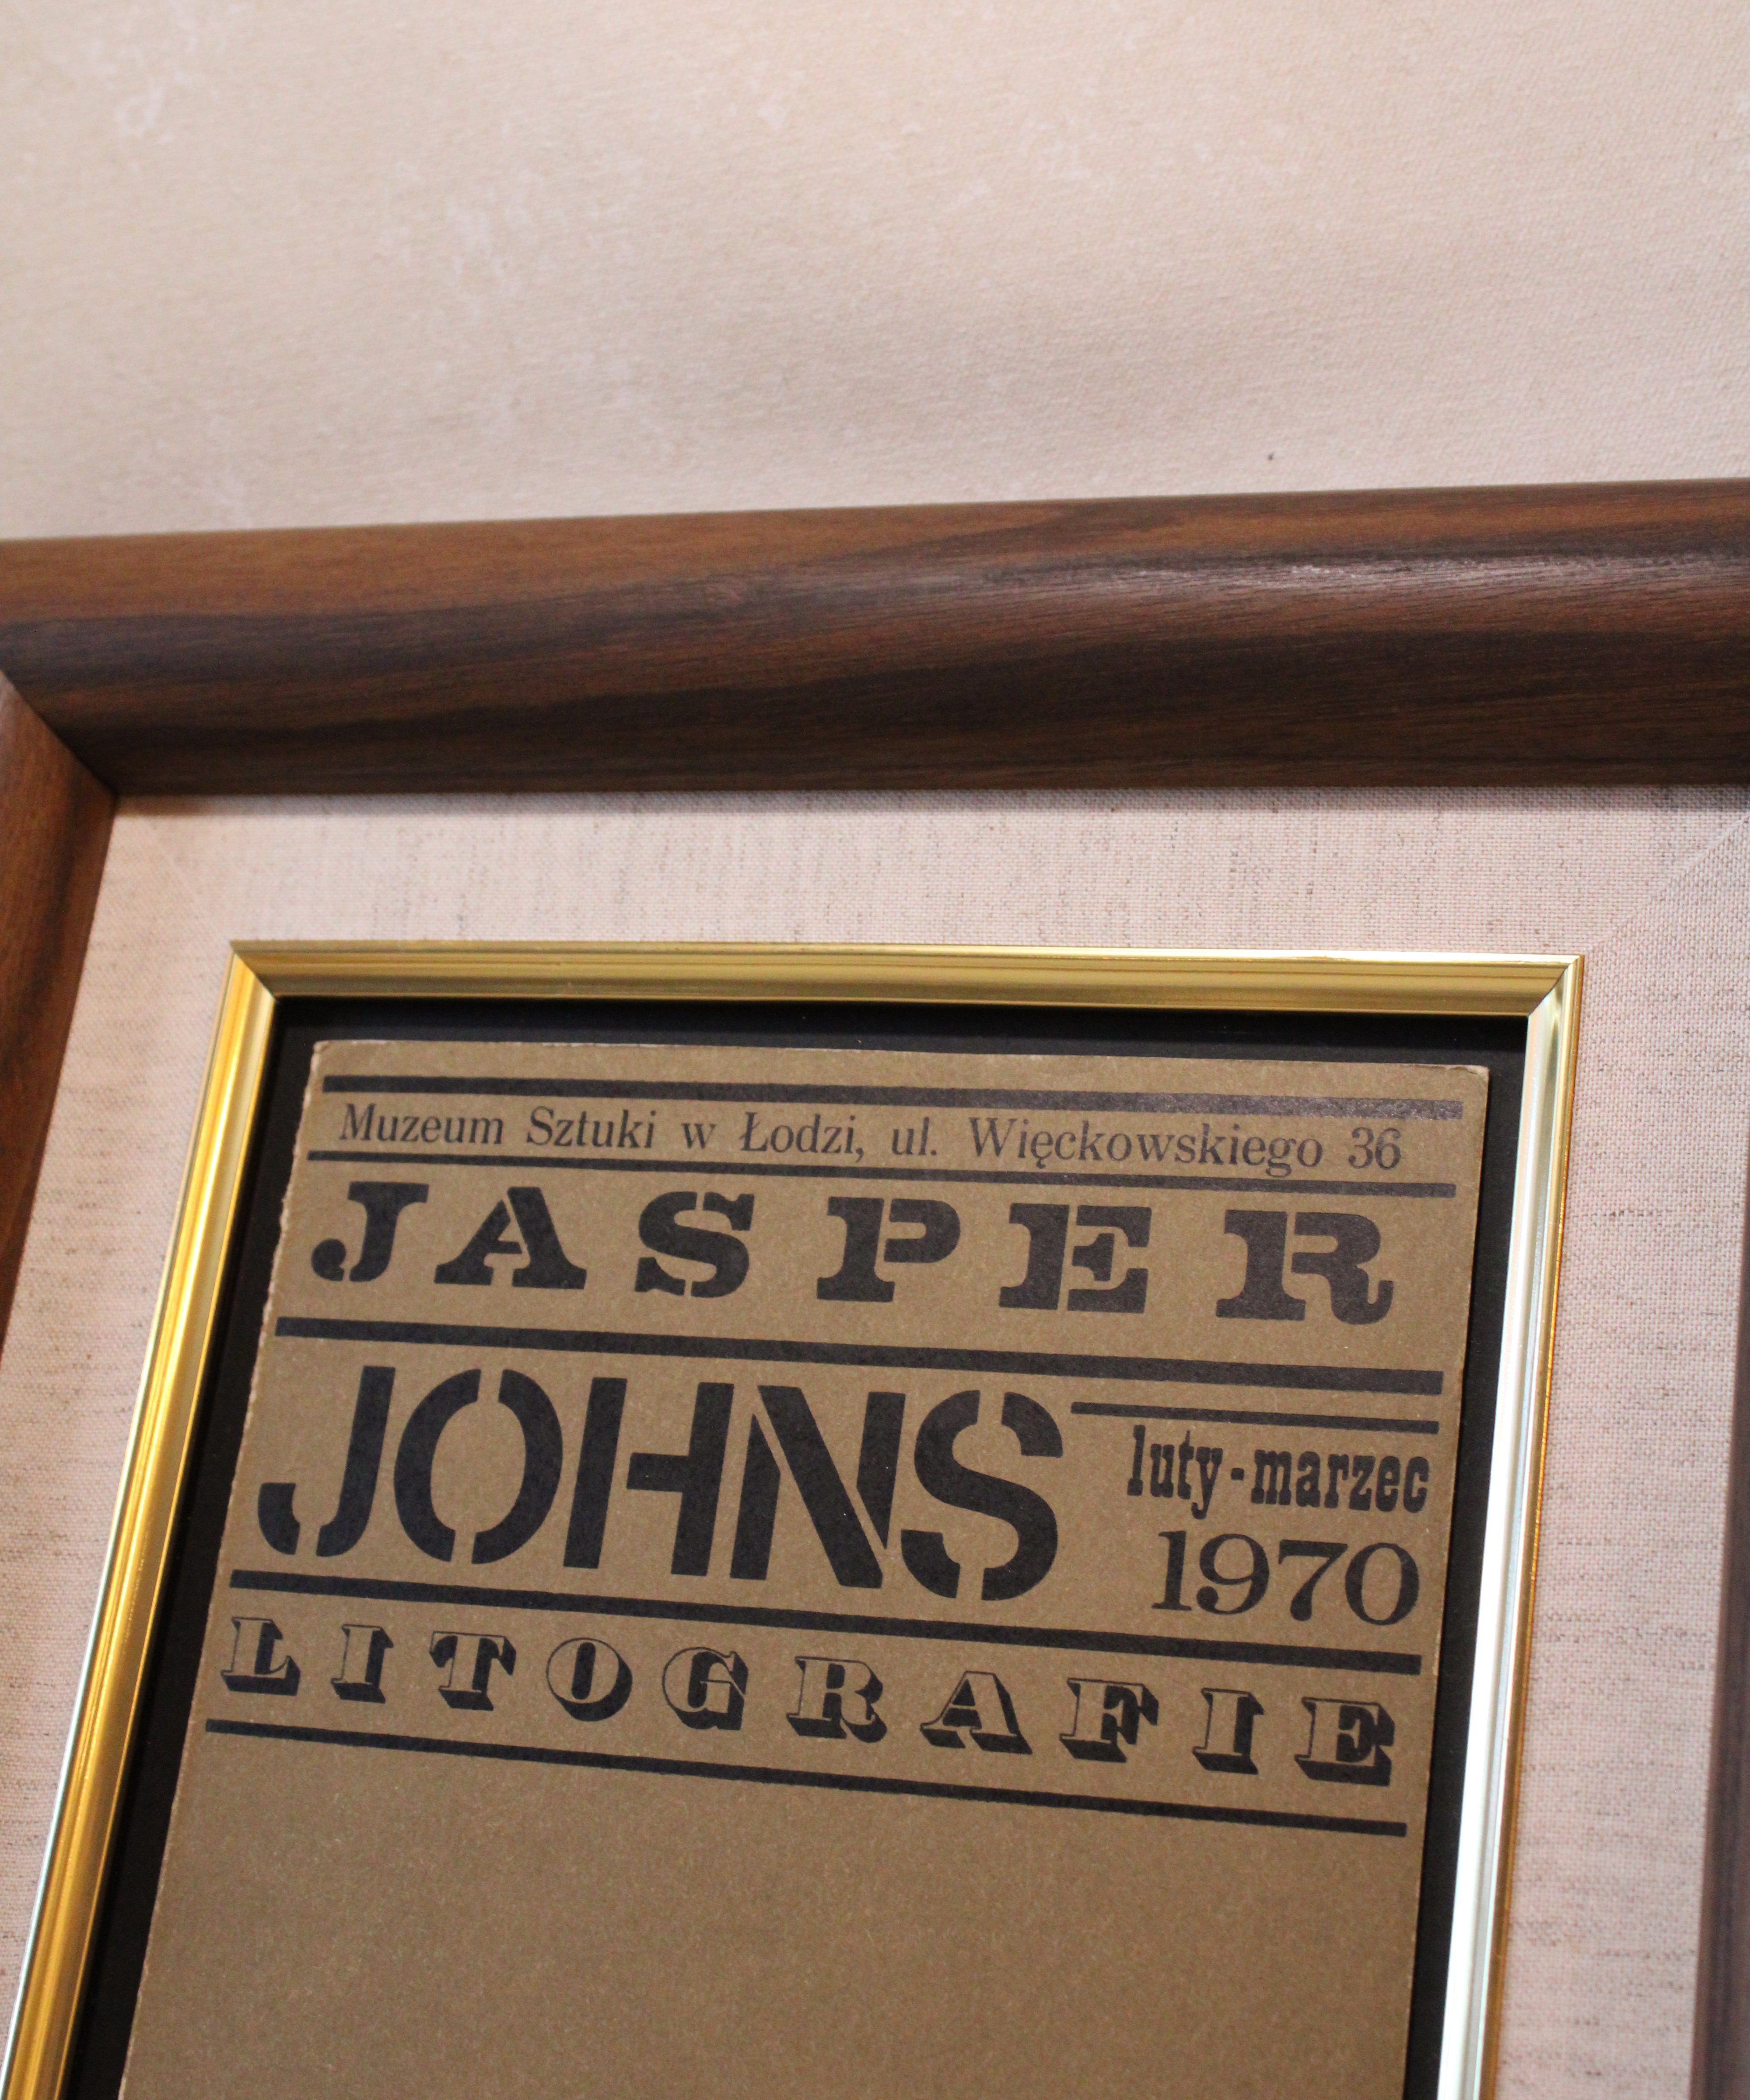 Muzeum Sztuki w Łodzi, ul. Więckowskiego 36
JASPER
JOHNS
luty-marzec
1970
LITOGRAFIE